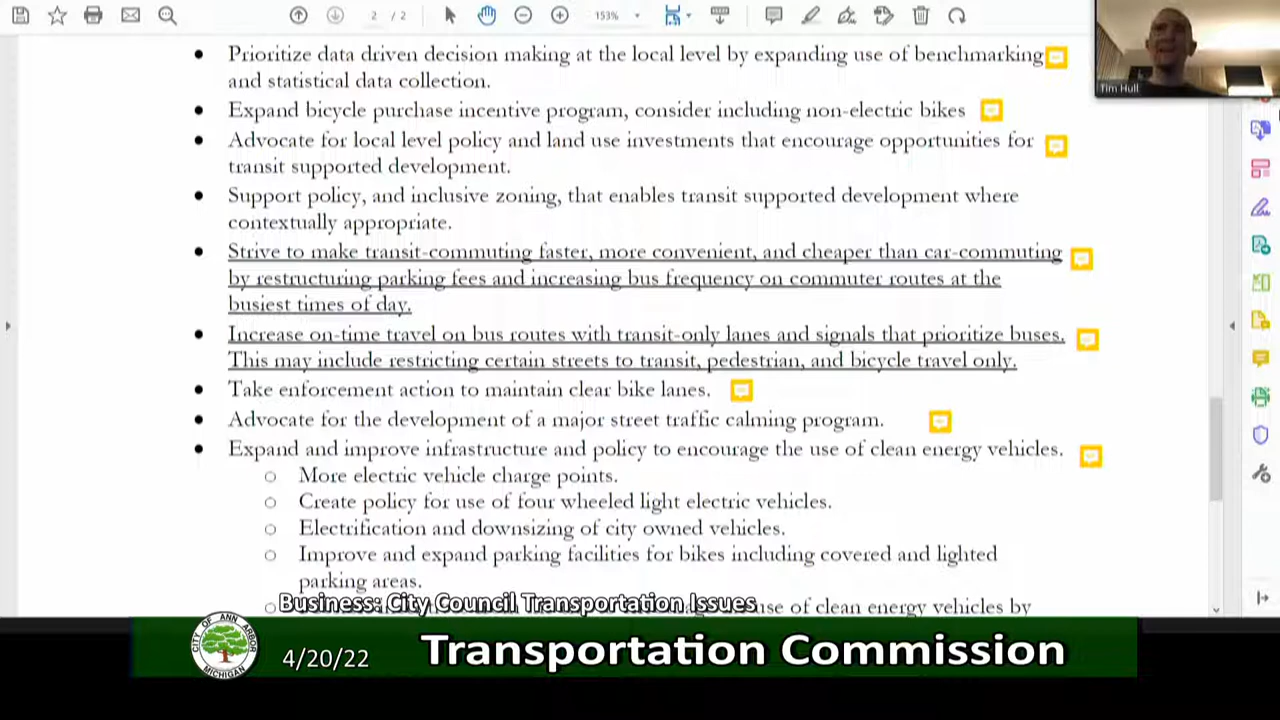 2 / 2
153%
Tim Hull
Prioritize data driven decision making at the local level by expanding use of benchmarking
and statistical data collection.
Expand bicycle purchase incentive program, consider including non-electric bikes
Advocate for local level policy and land use investments that encourage opportunities for
transit supported development.
Support policy, and inclusive zoning, that enables transit supported development where
contextually appropriate.
Strive to make transit-commuting faster, more convenient, and cheaper than car-commuting
by restructuring parking fees and increasing bus frequency on commuter routes at the
busiest times of day.
Increase on-time travel on bus routes with transit-only lanes and signals that prioritize buses.
This may include restricting certain streets to transit, pedestrian, and bicycle travel only.
Take enforcement action to maintain clear bike lanes.
Advocate for the development of a major street traffic calming program.
Expand and improve infrastructure and policy to encourage the use of clean energy vehicles.
More electric vehicle charge points.
Create policy for use of four wheeled light electric vehicles.
Electrification and downsizing of city owned vehicles.
Improve and expand parking facilities for bikes including covered and lighted
parking areas.
use of clean energy vehicles by
Business: City Council Transportation Issues
CITY OF ANN ARBOR
MICHIGAN
4/20/22
Transportation Commission